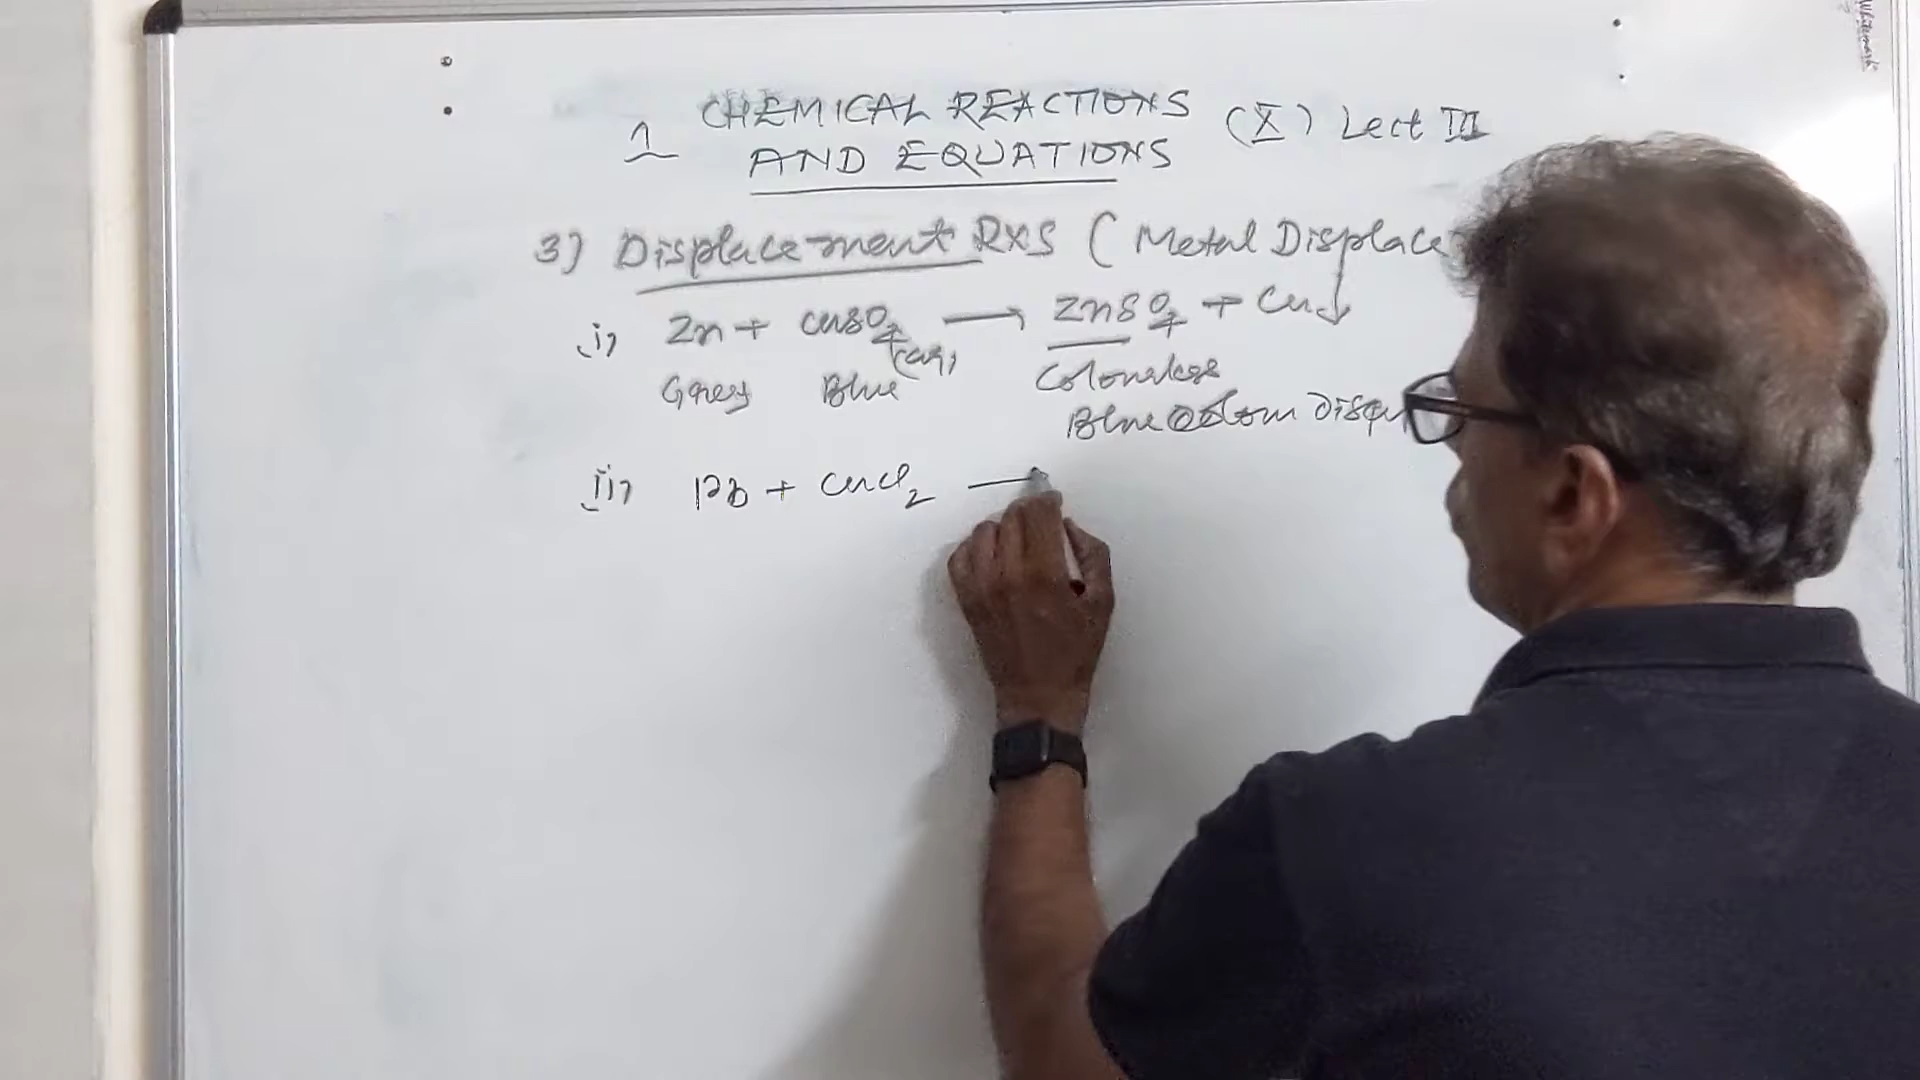 1 CHEMICAL REACTIONS (X) Lect III
AND EQUATIONS
3) Displacement RXS ( Metal Displace
i) Zn + CuSO4 (aq) → ZnSO4 + Cu↓
Grey Blue Colourless
Blue Colour
ii) Pb + CuCl2 —